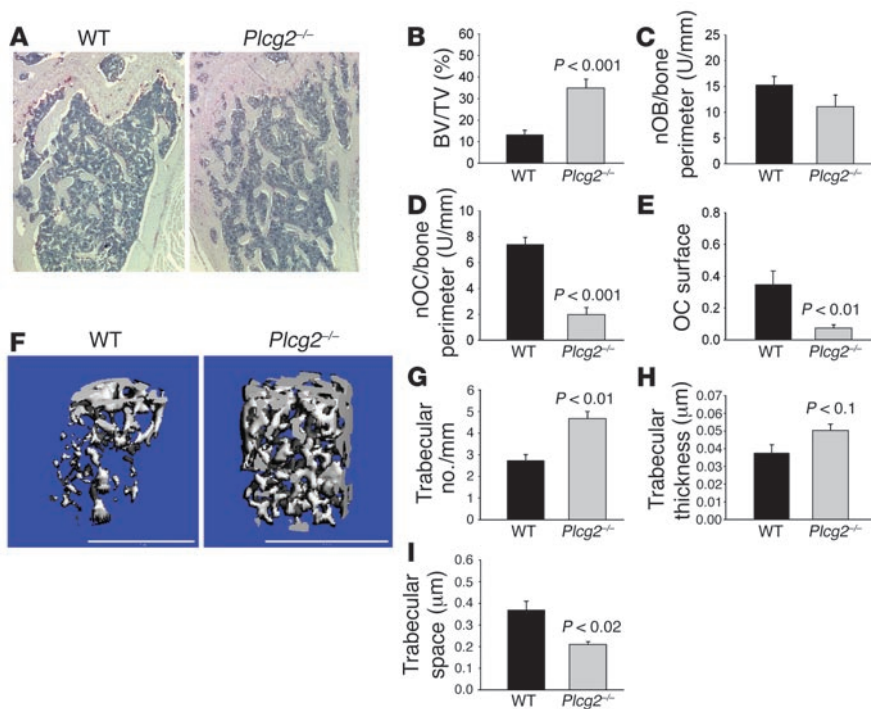 A
WT
Plcg2–/–
B
BV/TV (%)
50
40
30
20
10
0
P < 0.001
WT
Plcg2–/–
C
nOB/bone
perimeter (U/mm)
25
20
15
10
5
0
WT
Plcg2–/–
D
nOC/bone
perimeter (U/mm)
10
8
6
4
2
0
P < 0.001
WT
Plcg2–/–
E
OC surface
0.8
0.6
0.4
0.2
0.0
P < 0.01
WT
Plcg2–/–
F
WT
Plcg2–/–
G
Trabecular
no./mm
6
5
4
3
2
1
0
P < 0.01
WT
Plcg2–/–
H
Trabecular
thickness (μm)
0.07
0.06
0.05
0.04
0.03
0.02
0.01
0.00
P < 0.1
WT
Plcg2–/–
I
Trabecular
space (μm)
0.6
0.5
0.4
0.3
0.2
0.1
0.0
P < 0.02
WT
Plcg2–/–